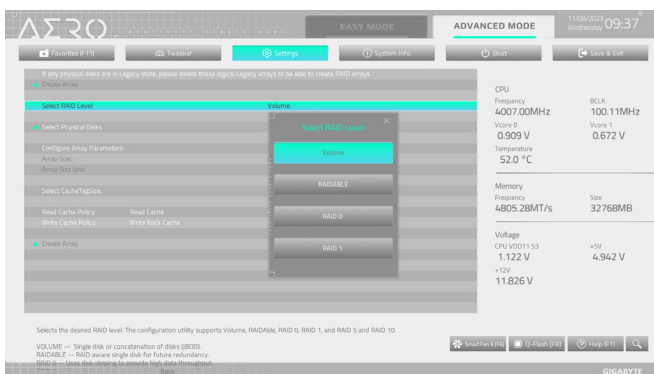 AERO
EASY MODE
ADVANCED MODE
11/08/2023
Wednesday 09:37
Favorites (F11)
Tweaker
Settings
System Info.
Boot
Save & Exit
If any physical disks are in Legacy state, please delete those logical Legacy arrays to be able to create RAID arrays.
Create Array
Select RAID Level:
Volume
Select Physical Disks
Configure Array Parameters:
Array Size:
Array Size Unit:
Select CacheTagSize:
Read Cache Policy: Read Cache
Write Cache Policy: Write Back Cache
Create Array
Select RAID Level:
Volume
RAIDABLE
RAID 0
RAID 1
CPU
Frequency BCLK
4007.00MHz 100.11MHz
Vcore 0 Vcore 1
0.909 V 0.672 V
Temperature
52.0 °C
Memory
Frequency Size
4805.28MT/s 32768MB
Voltage
CPU VDD11 S3 +5V
1.122 V 4.942 V
+12V
11.826 V
Selects the desired RAID level. The configuration utility supports Volume, RAIDAble, RAID 0, RAID 1, and RAID 5 and RAID 10.
VOLUME -- Single disk or concatenation of disks (JBOD).
RAIDABLE -- RAID aware single disk for future redundancy.
RAID 0 -- Uses disk striping to provide high data throughput.
Back
Smart Fan 6 (F6)
Q-Flash (F8)
Help (F1)
GIGABYTE